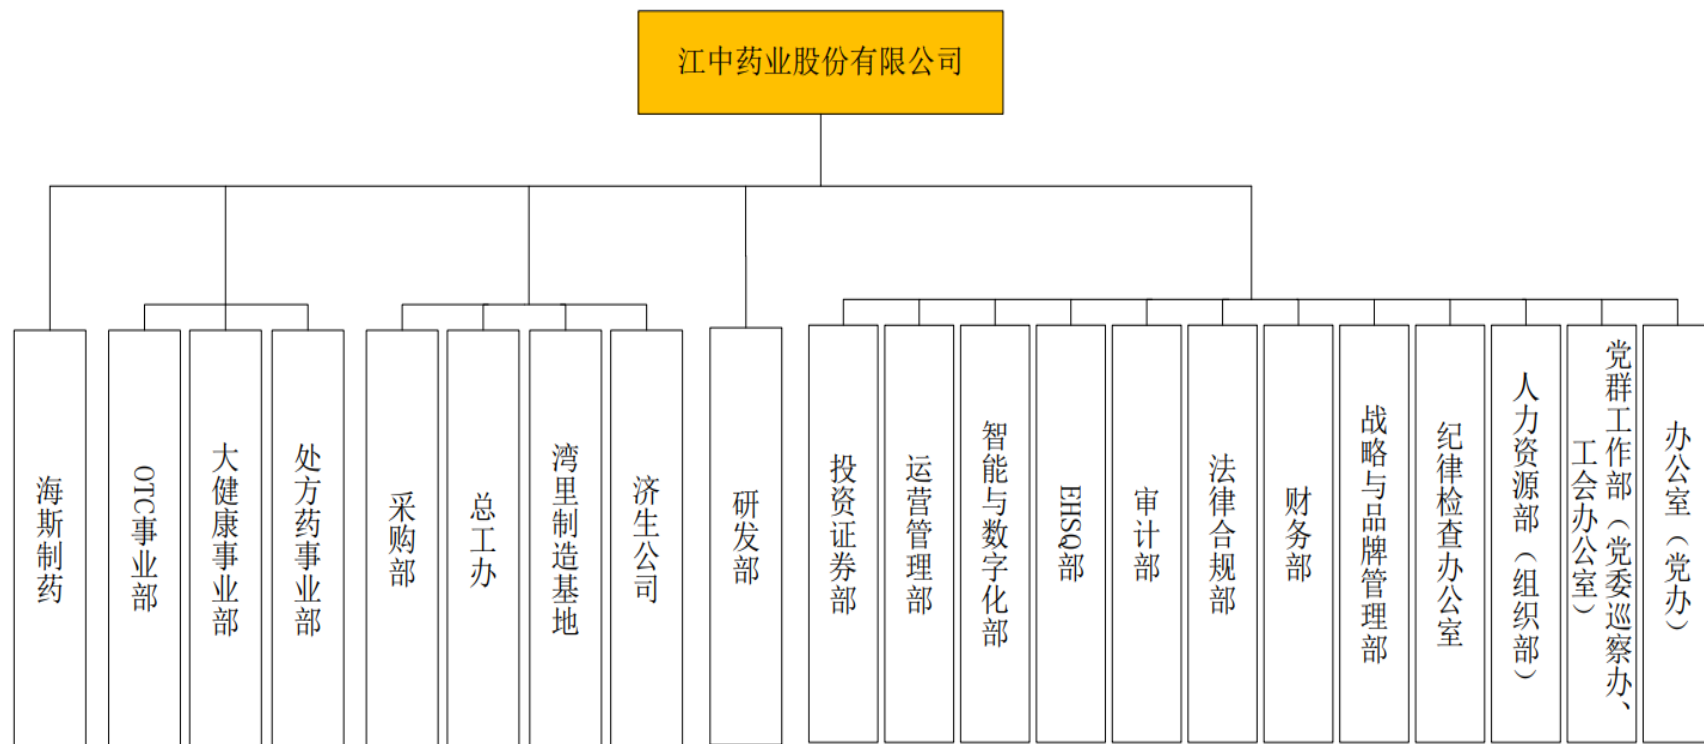 江中药业股份有限公司
海斯制药
OTC事业部
大健康事业部
处方药事业部
采购部
总工办
湾里制造基地
济生公司
研发部
投资证券部
运营管理部
智能与数字化部
EHSQ部
审计部
法律合规部
财务部
战略与品牌管理部
纪律检查办公室
人力资源部（组织部）
党群工作部（党委巡察办、
工会办公室）
办公室（党办）